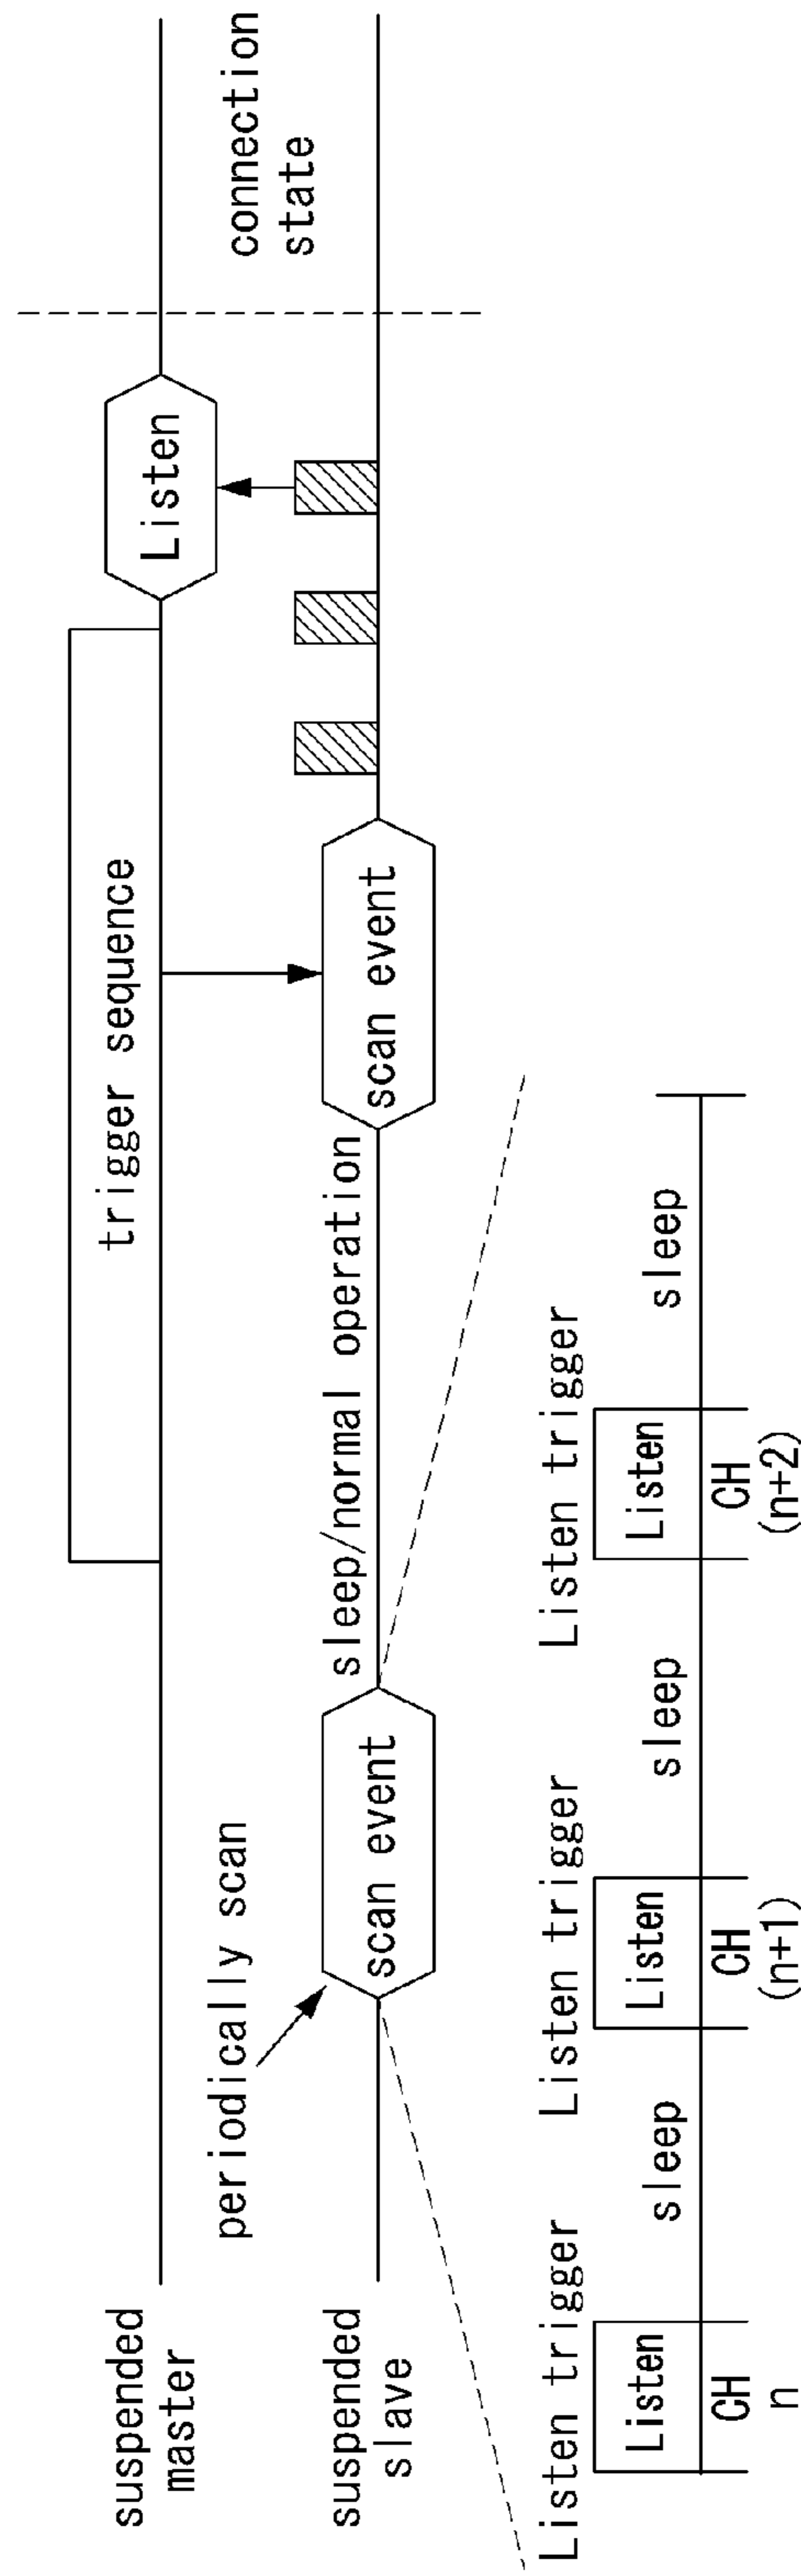 suspended
master
trigger sequence
Listen
connection
state
periodically scan
suspended
slave
scan event
sleep/normal operation
scan event
Listen trigger
Listen trigger
Listen trigger
Listen
sleep
Listen
sleep
Listen
sleep
CH
n
CH
(n+1)
CH
(n+2)